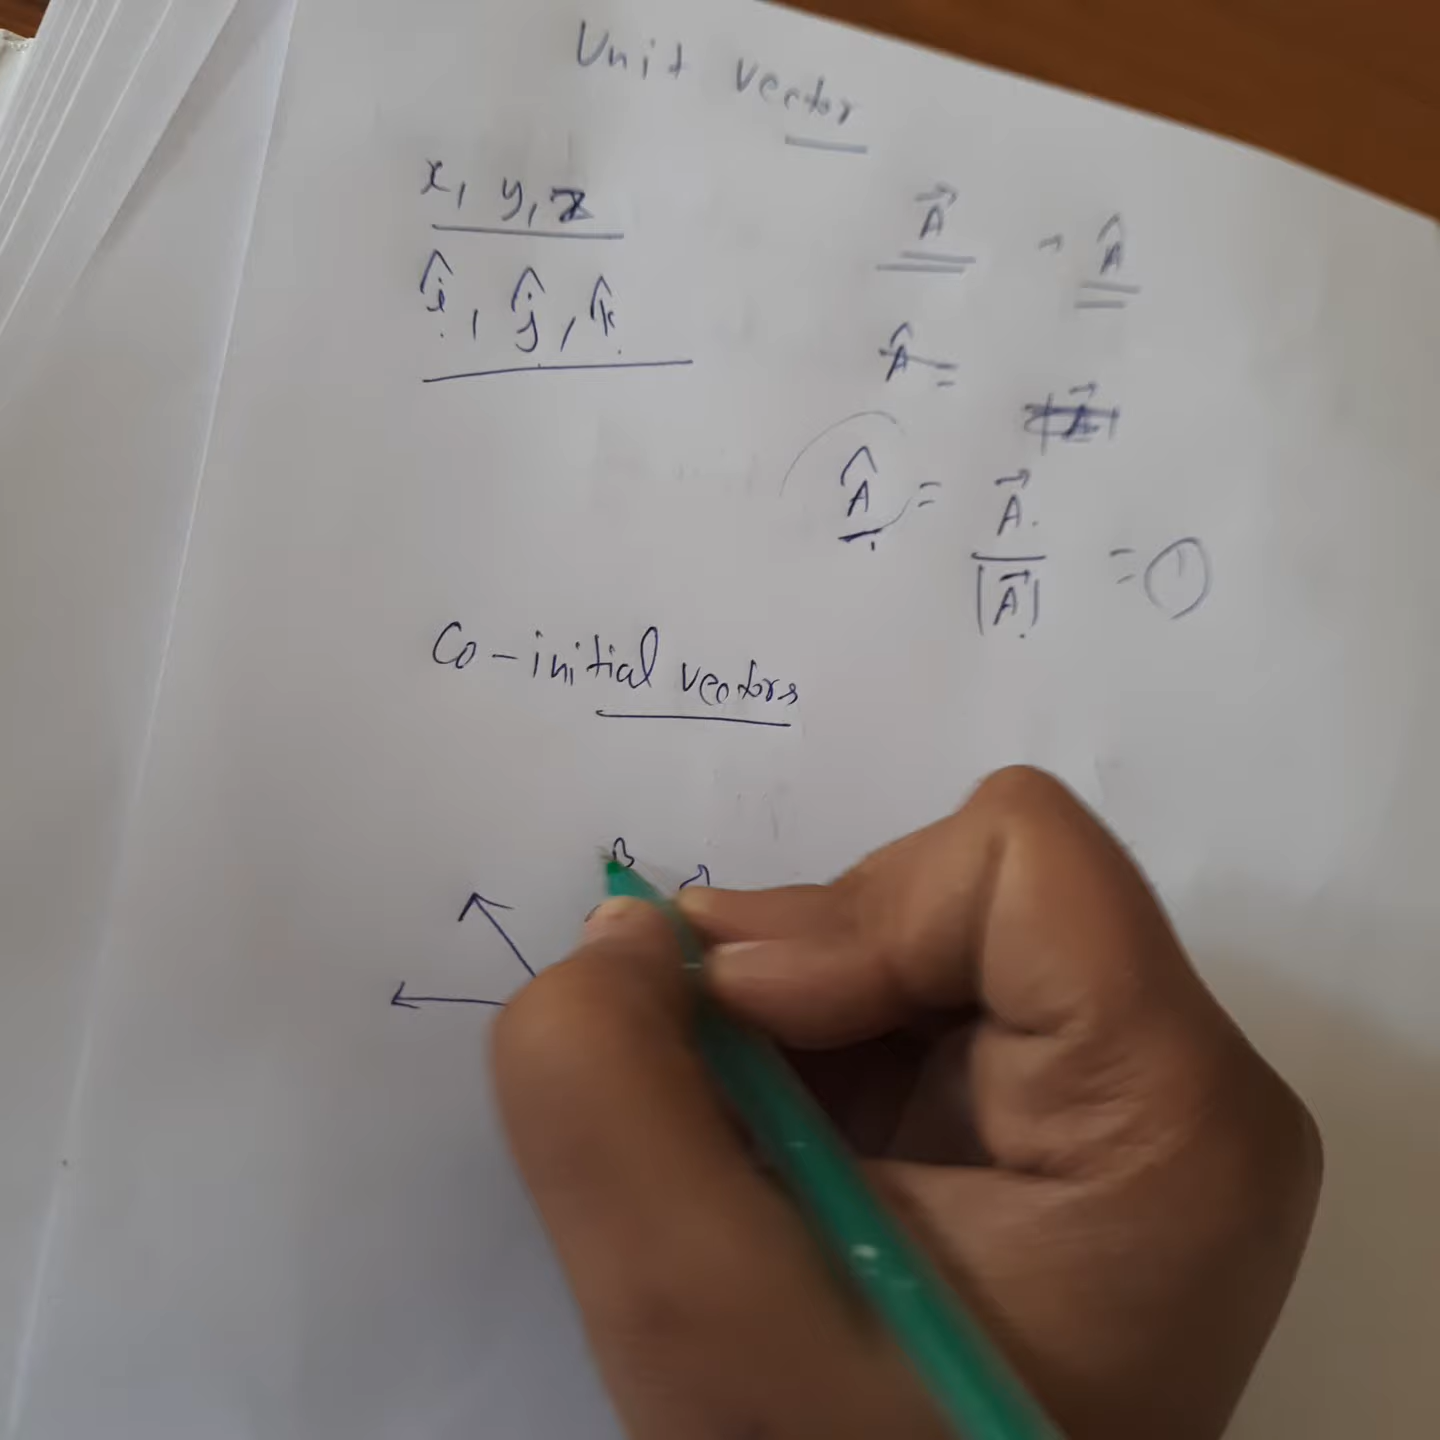 Unit vector
x, y, z
î, ĵ, k̂
A⃗ - Â
Â =
Â = A⃗ / |A⃗| = 1
Co-initial vectors
B